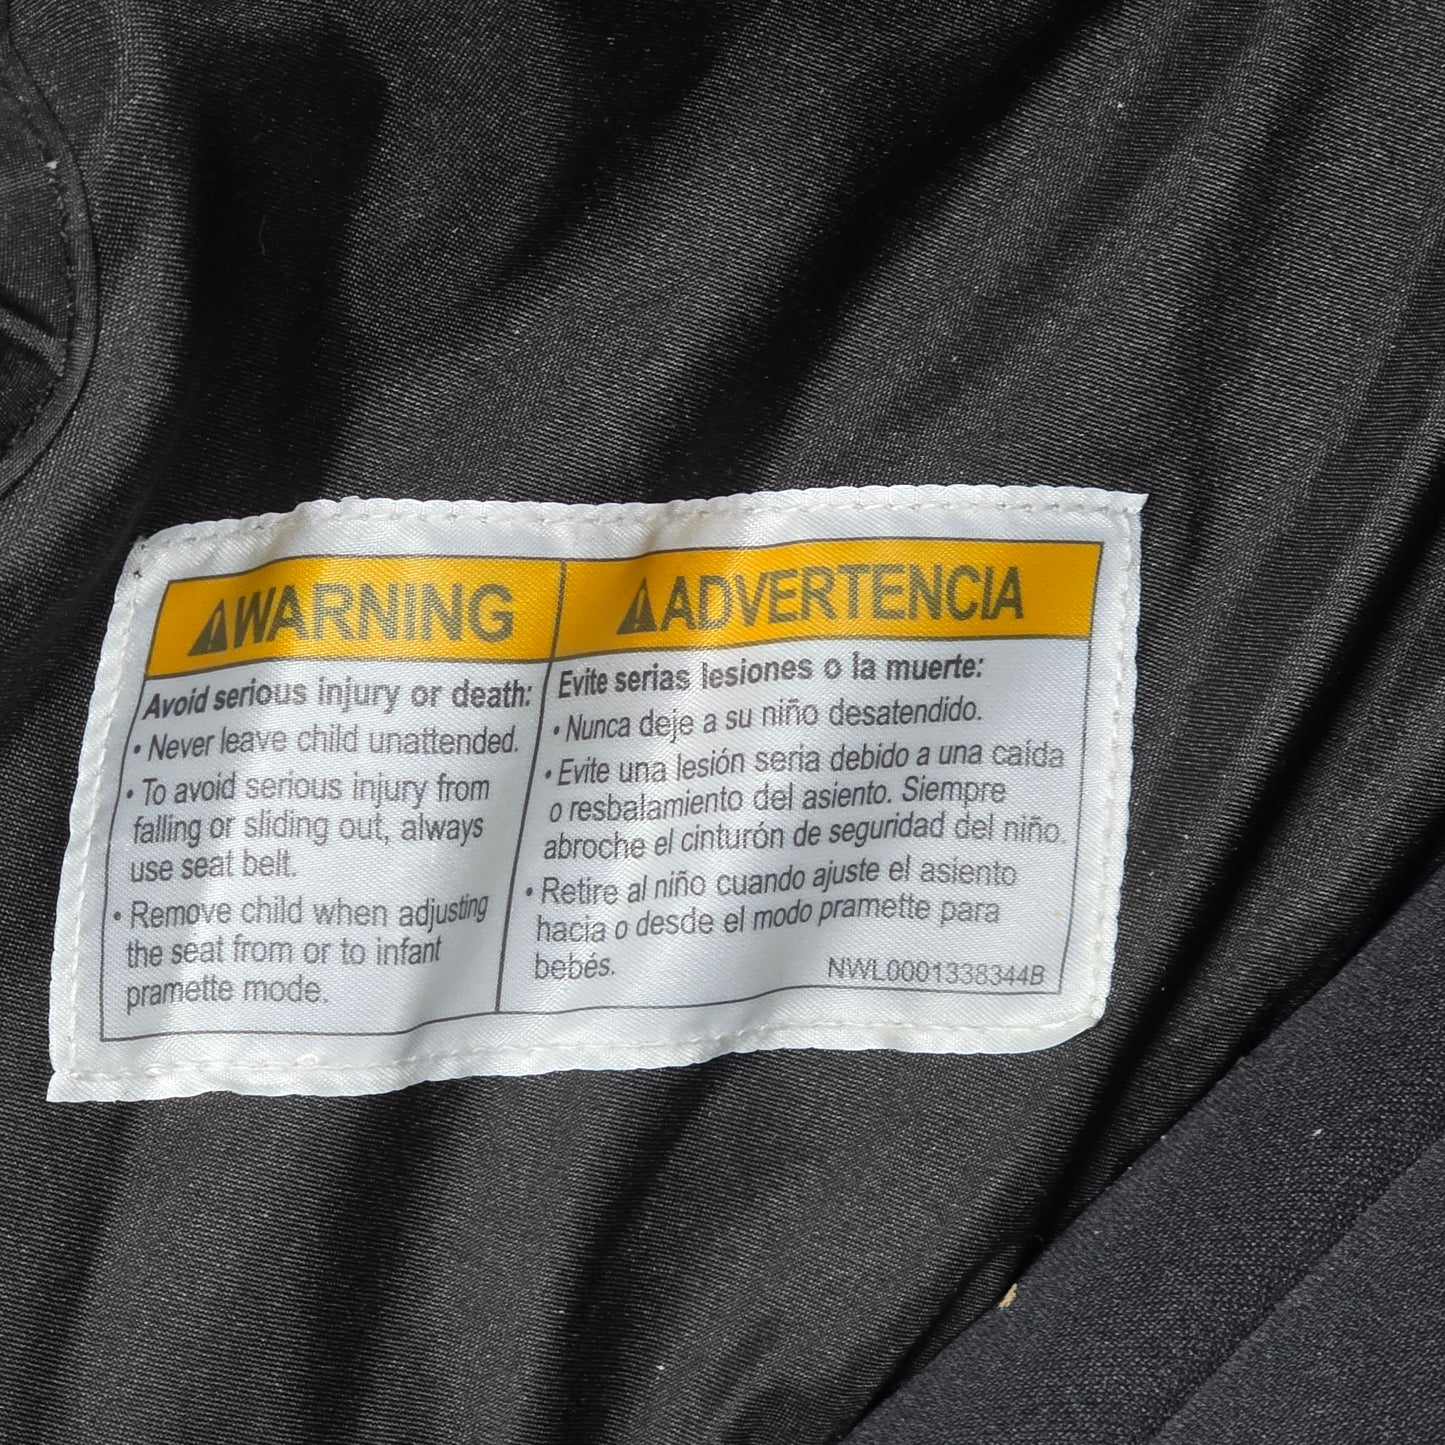 ⚠WARNING
Avoid serious injury or death:
• Never leave child unattended.
• To avoid serious injury from
falling or sliding out, always
use seat belt.
• Remove child when adjusting
the seat from or to infant
pramette mode.
⚠ADVERTENCIA
Evite serias lesiones o la muerte:
• Nunca deje a su niño desatendido.
• Evite una lesión seria debido a una caída
o resbalamiento del asiento. Siempre
abroche el cinturón de seguridad del niño.
• Retire al niño cuando ajuste el asiento
hacia o desde el modo pramette para
bebés.
NWL0001338344B